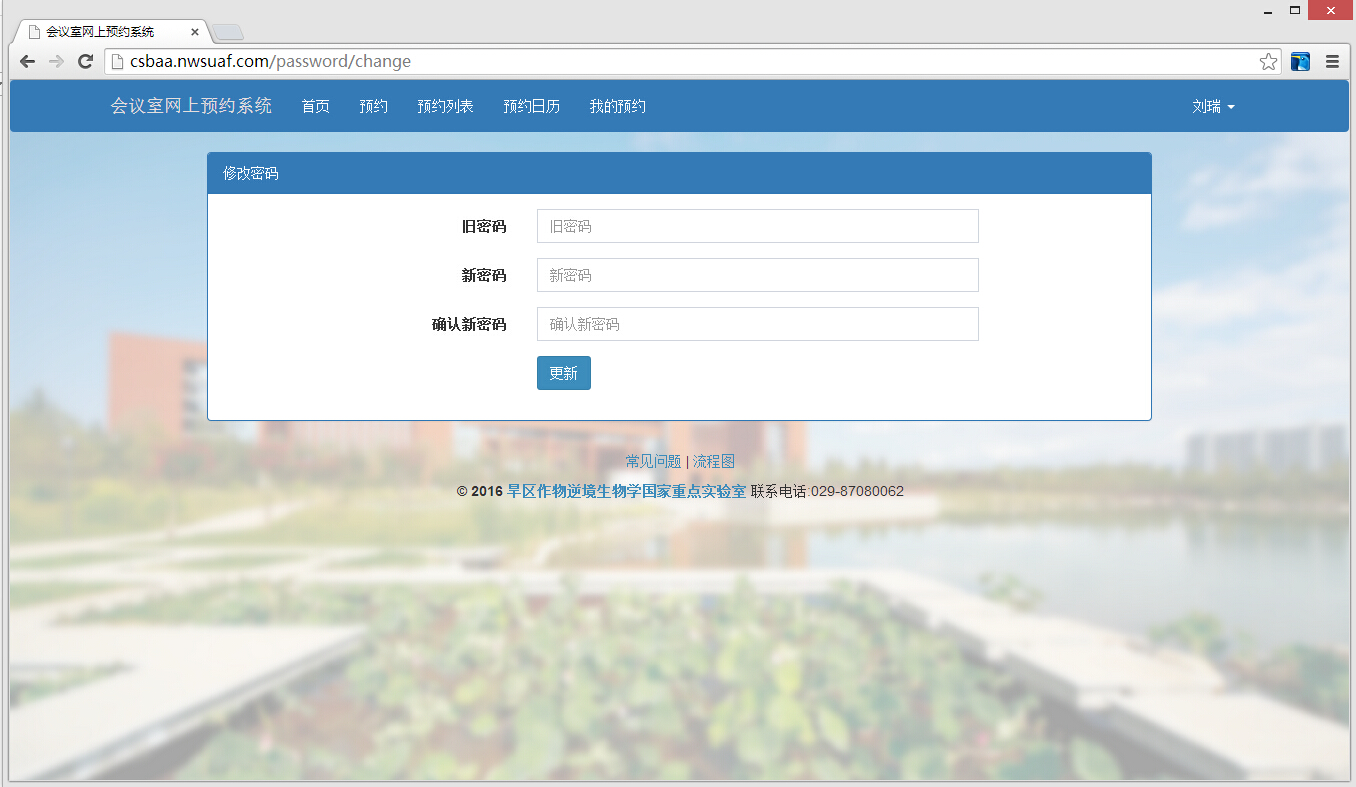 会议室网上预约系统
csbaa.nwsuaf.com/password/change
会议室网上预约系统 首页 预约 预约列表 预约日历 我的预约 刘瑞
修改密码
旧密码 旧密码
新密码 新密码
确认新密码 确认新密码
更新
常见问题 | 流程图
© 2016 旱区作物逆境生物学国家重点实验室 联系电话:029-87080062